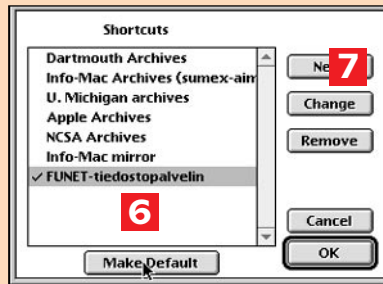 Shortcuts
Dartmouth Archives
Info-Mac Archives (sumex-aim
U. Michigan archives
Apple Archives
NCSA Archives
Info-Mac mirror
✓ FUNET-tiedostopalvelin
6
Make Default
7
Change
Remove
Cancel
OK